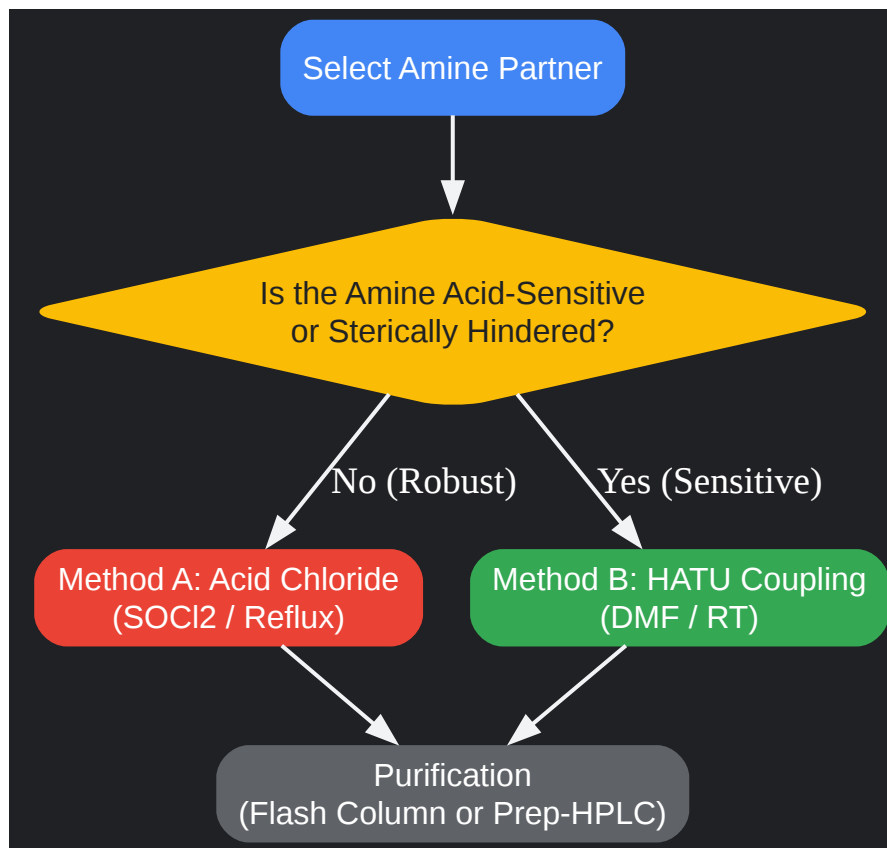 Select Amine Partner
Is the Amine Acid-Sensitive
or Sterically Hindered?
No (Robust)
Yes (Sensitive)
Method A: Acid Chloride
(SOCl2 / Reflux)
Method B: HATU Coupling
(DMF / RT)
Purification
(Flash Column or Prep-HPLC)